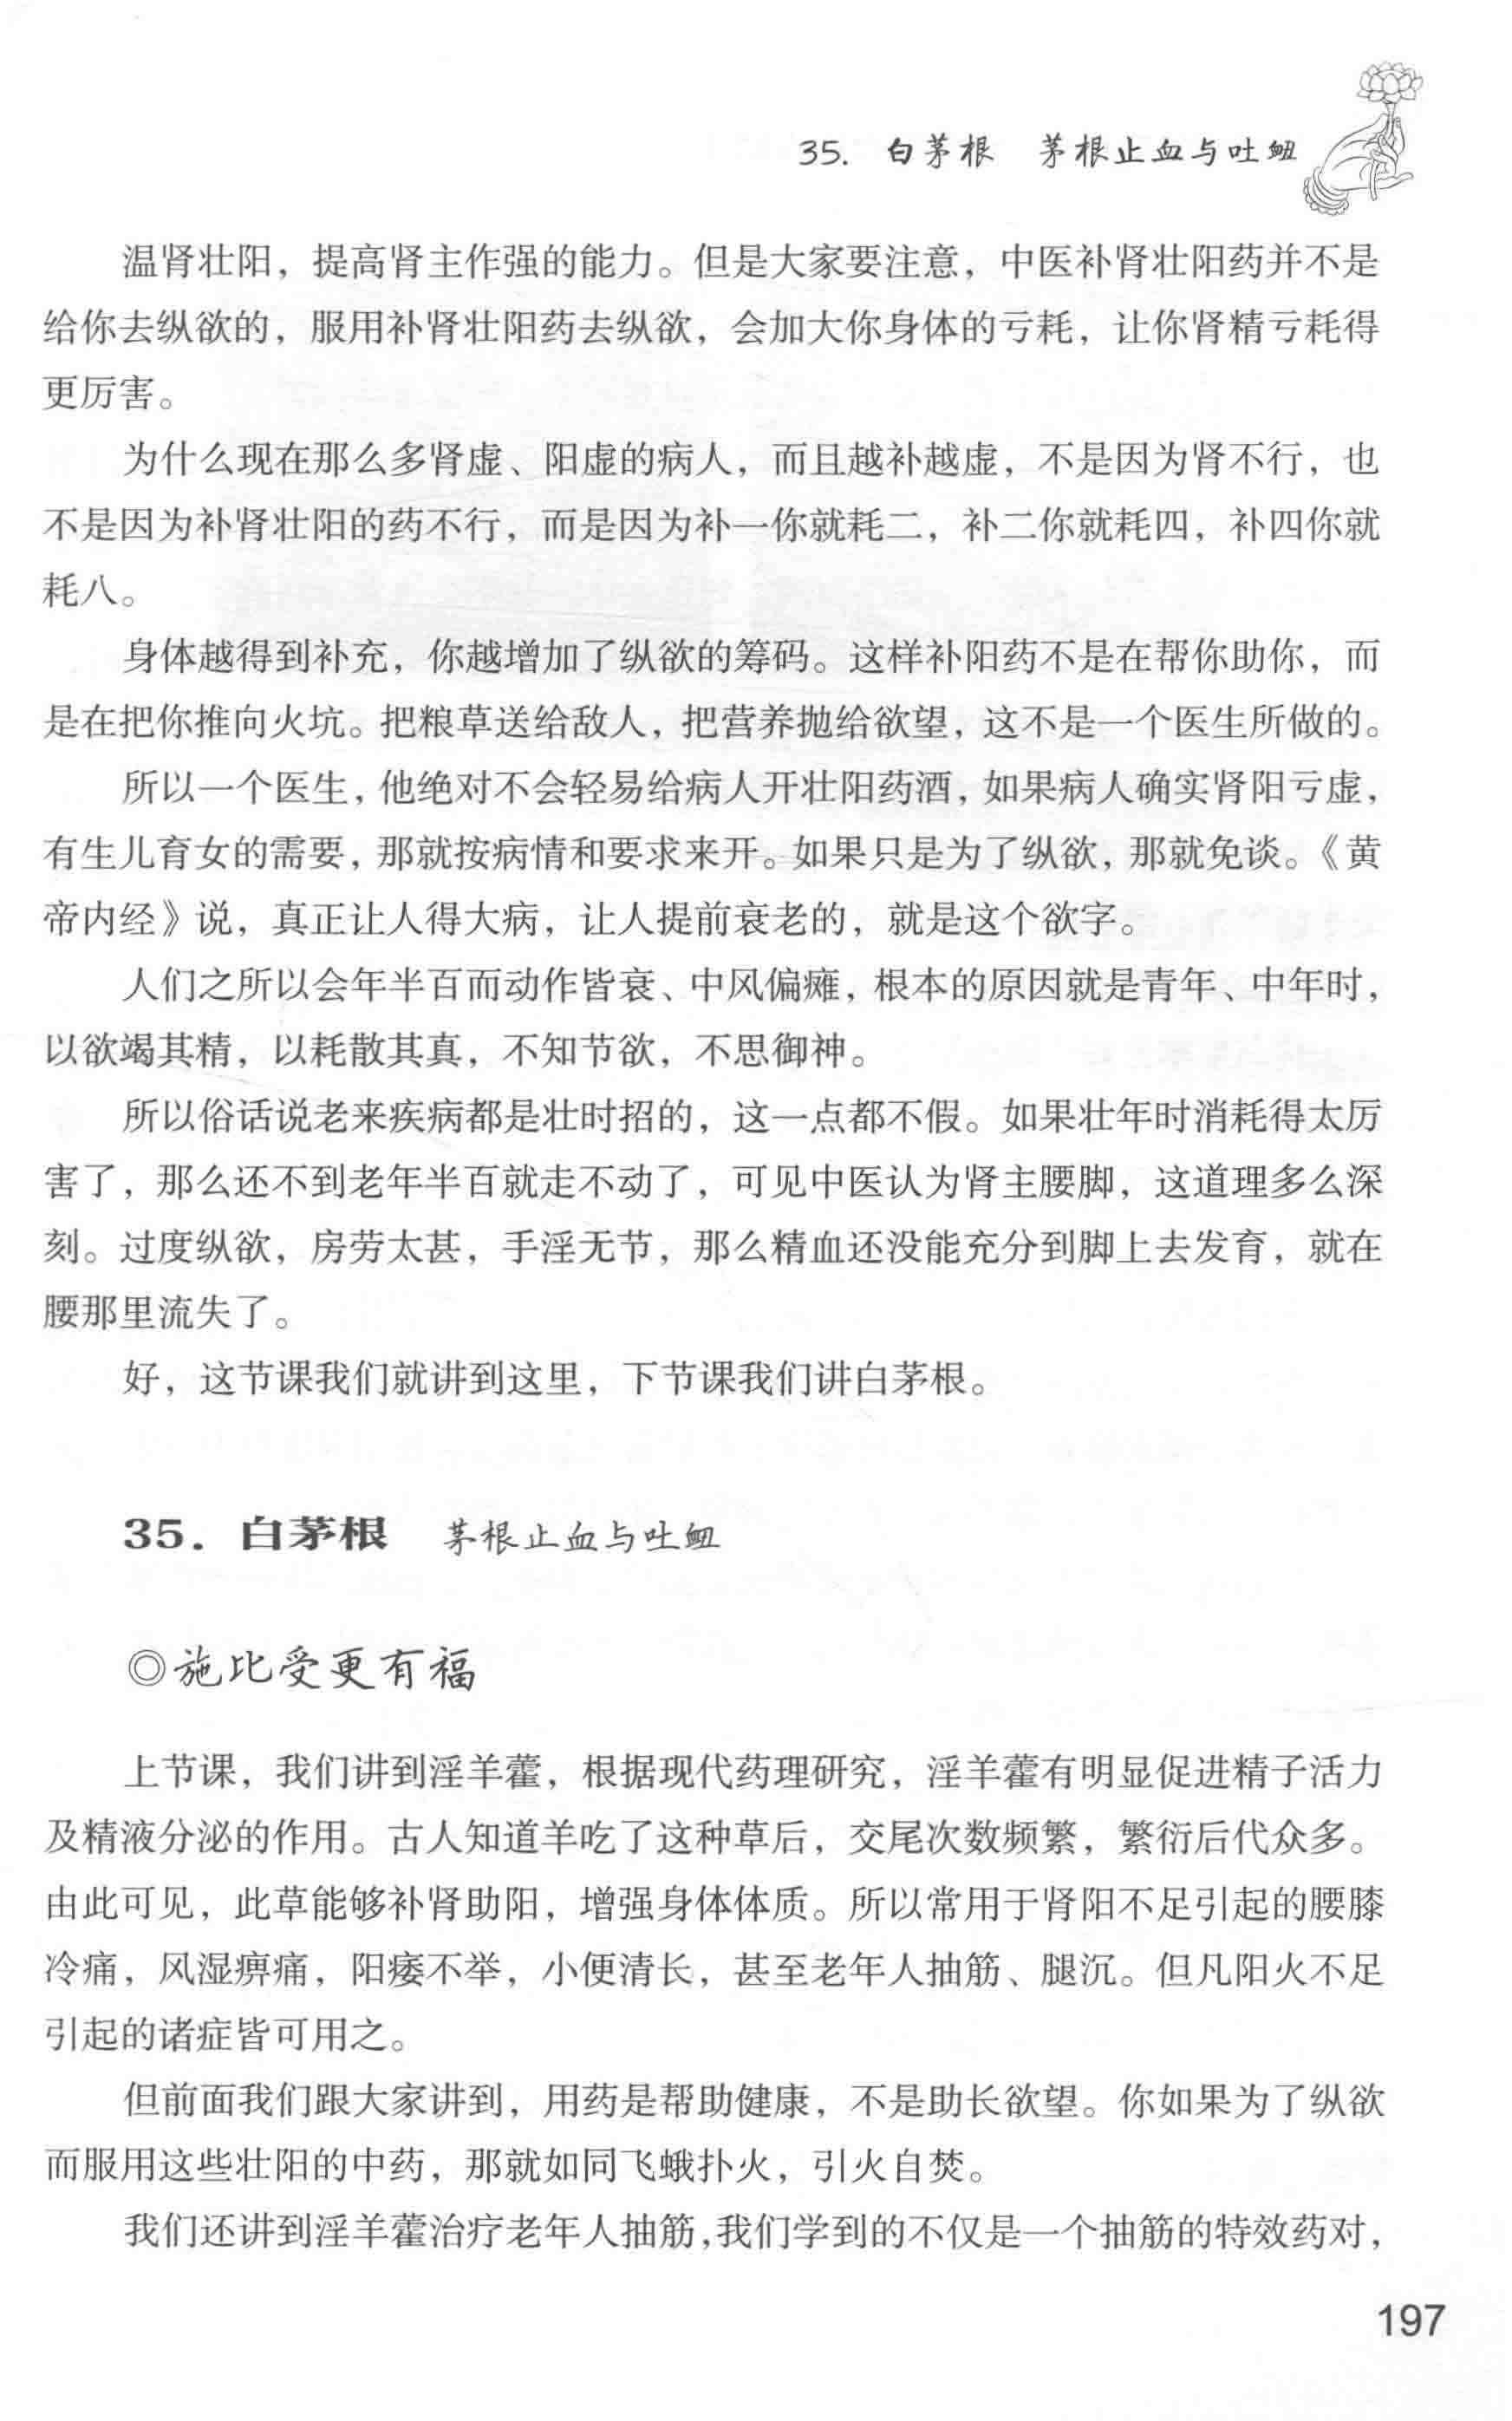 35. 白茅根 茅根止血与吐衄
温肾壮阳，提高肾主作强的能力。但是大家要注意，中医补肾壮阳药并不是
给你去纵欲的，服用补肾壮阳药去纵欲，会加大你身体的亏耗，让你肾精亏耗得
更厉害。
为什么现在那么多肾虚、阳虚的病人，而且越补越虚，不是因为肾不行，也
不是因为补肾壮阳的药不行，而是因为补一你就耗二，补二你就耗四，补四你就
耗八。
身体越得到补充，你越增加了纵欲的筹码。这样补阳药不是在帮你助你，而
是在把你推向火坑。把粮草送给敌人，把营养抛给欲望，这不是一个医生所做的。
所以一个医生，他绝对不会轻易给病人开壮阳药酒，如果病人确实肾阳亏虚，
有生儿育女的需要，那就按病情和要求来开。如果只是为了纵欲，那就免谈。《黄
帝内经》说，真正让人得大病，让人提前衰老的，就是这个欲字。
人们之所以会年半百而动作皆衰、中风偏瘫，根本的原因就是青年、中年时，
以欲竭其精，以耗散其真，不知节欲，不思御神。
所以俗话说老来疾病都是壮时招的，这一点都不假。如果壮年时消耗得太厉
害了，那么还不到老年半百就走不动了，可见中医认为肾主腰脚，这道理多么深
刻。过度纵欲，房劳太甚，手淫无节，那么精血还没能充分到脚上去发育，就在
腰那里流失了。
好，这节课我们就讲到这里，下节课我们讲白茅根。
35. 白茅根 茅根止血与吐衄
◎施比受更有福
上节课，我们讲到淫羊藿，根据现代药理研究，淫羊藿有明显促进精子活力
及精液分泌的作用。古人知道羊吃了这种草后，交尾次数频繁，繁衍后代众多。
由此可见，此草能够补肾助阳，增强身体体质。所以常用于肾阳不足引起的腰膝
冷痛，风湿痹痛，阳痿不举，小便清长，甚至老年人抽筋、腿沉。但凡阳火不足
引起的诸症皆可用之。
但前面我们跟大家讲到，用药是帮助健康，不是助长欲望。你如果为了纵欲
而服用这些壮阳的中药，那就如同飞蛾扑火，引火自焚。
我们还讲到淫羊藿治疗老年人抽筋，我们学到的不仅是一个抽筋的特效药对，
197